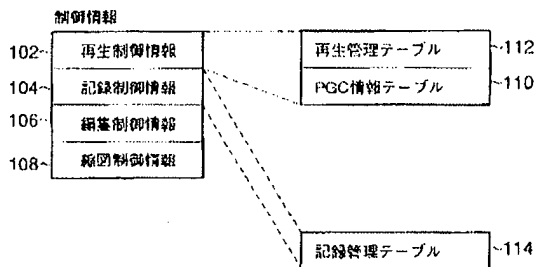 制御情報
102 再生制御情報
104 記録制御情報
106 編集制御情報
108 縮図制御情報
再生管理テーブル 112
PGC情報テーブル 110
記録管理テーブル 114